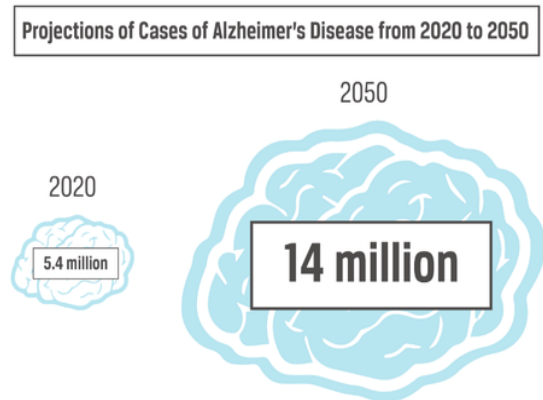 Projections of Cases of Alzheimer's Disease from 2020 to 2050
2050
2020
5.4 million
14 million